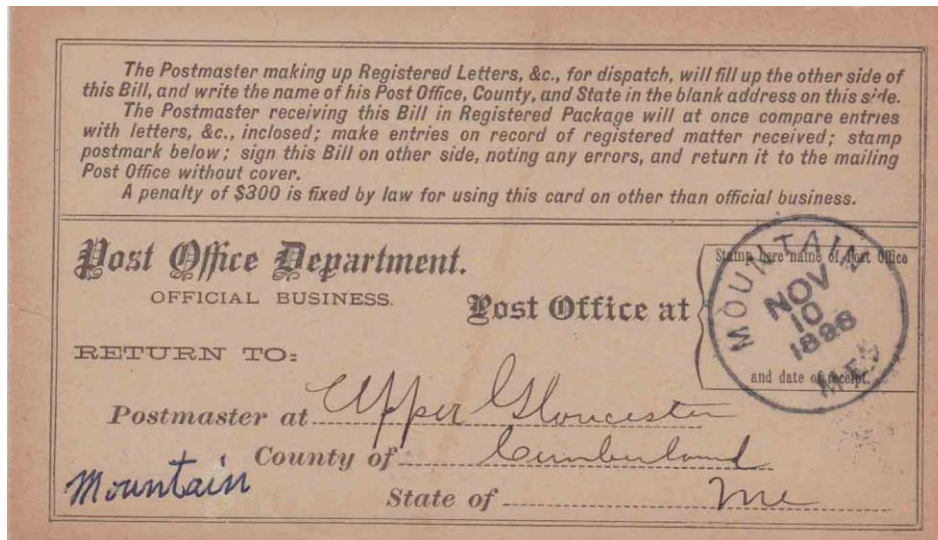 The Postmaster making up Registered Letters, &c., for dispatch, will fill up the other side of
this Bill, and write the name of his Post Office, County, and State in the blank address on this side.
The Postmaster receiving this Bill in Registered Package will at once compare entries
with letters, &c., inclosed; make entries on record of registered matter received; stamp
postmark below; sign this Bill on other side, noting any errors, and return it to the mailing
Post Office without cover.
A penalty of $300 is fixed by law for using this card on other than official business.
Post Office Department.
OFFICIAL BUSINESS.
Post Office at
Stamp here name of Post Office
MOUNTAIN
NOV
10
1898
ME
and date of receipt.
RETURN TO:
Postmaster at Upper Gloucester
County of Cumberland
Mountain
State of Me